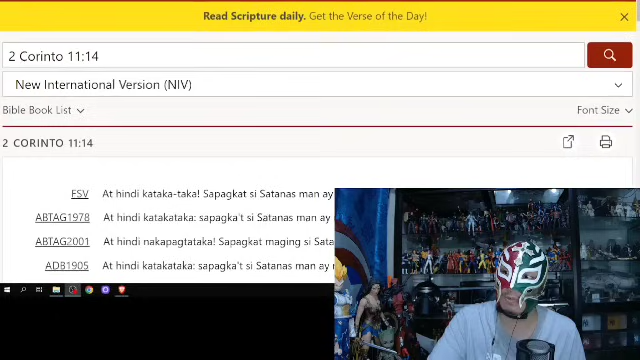 Read Scripture daily. Get the Verse of the Day!
2 Corinto 11:14
New International Version (NIV)
Bible Book List
Font Size
2 CORINTO 11:14
FSV At hindi kataka-taka! Sapagkat si Satanas man ay
ABTAG1978 At hindi katakataka: sapagka't si Satanas man ay
ABTAG2001 At hindi nakapagtataka! Sapagkat maging si
ADB1905 At hindi katakataka: sapagka't si Satanas man ay